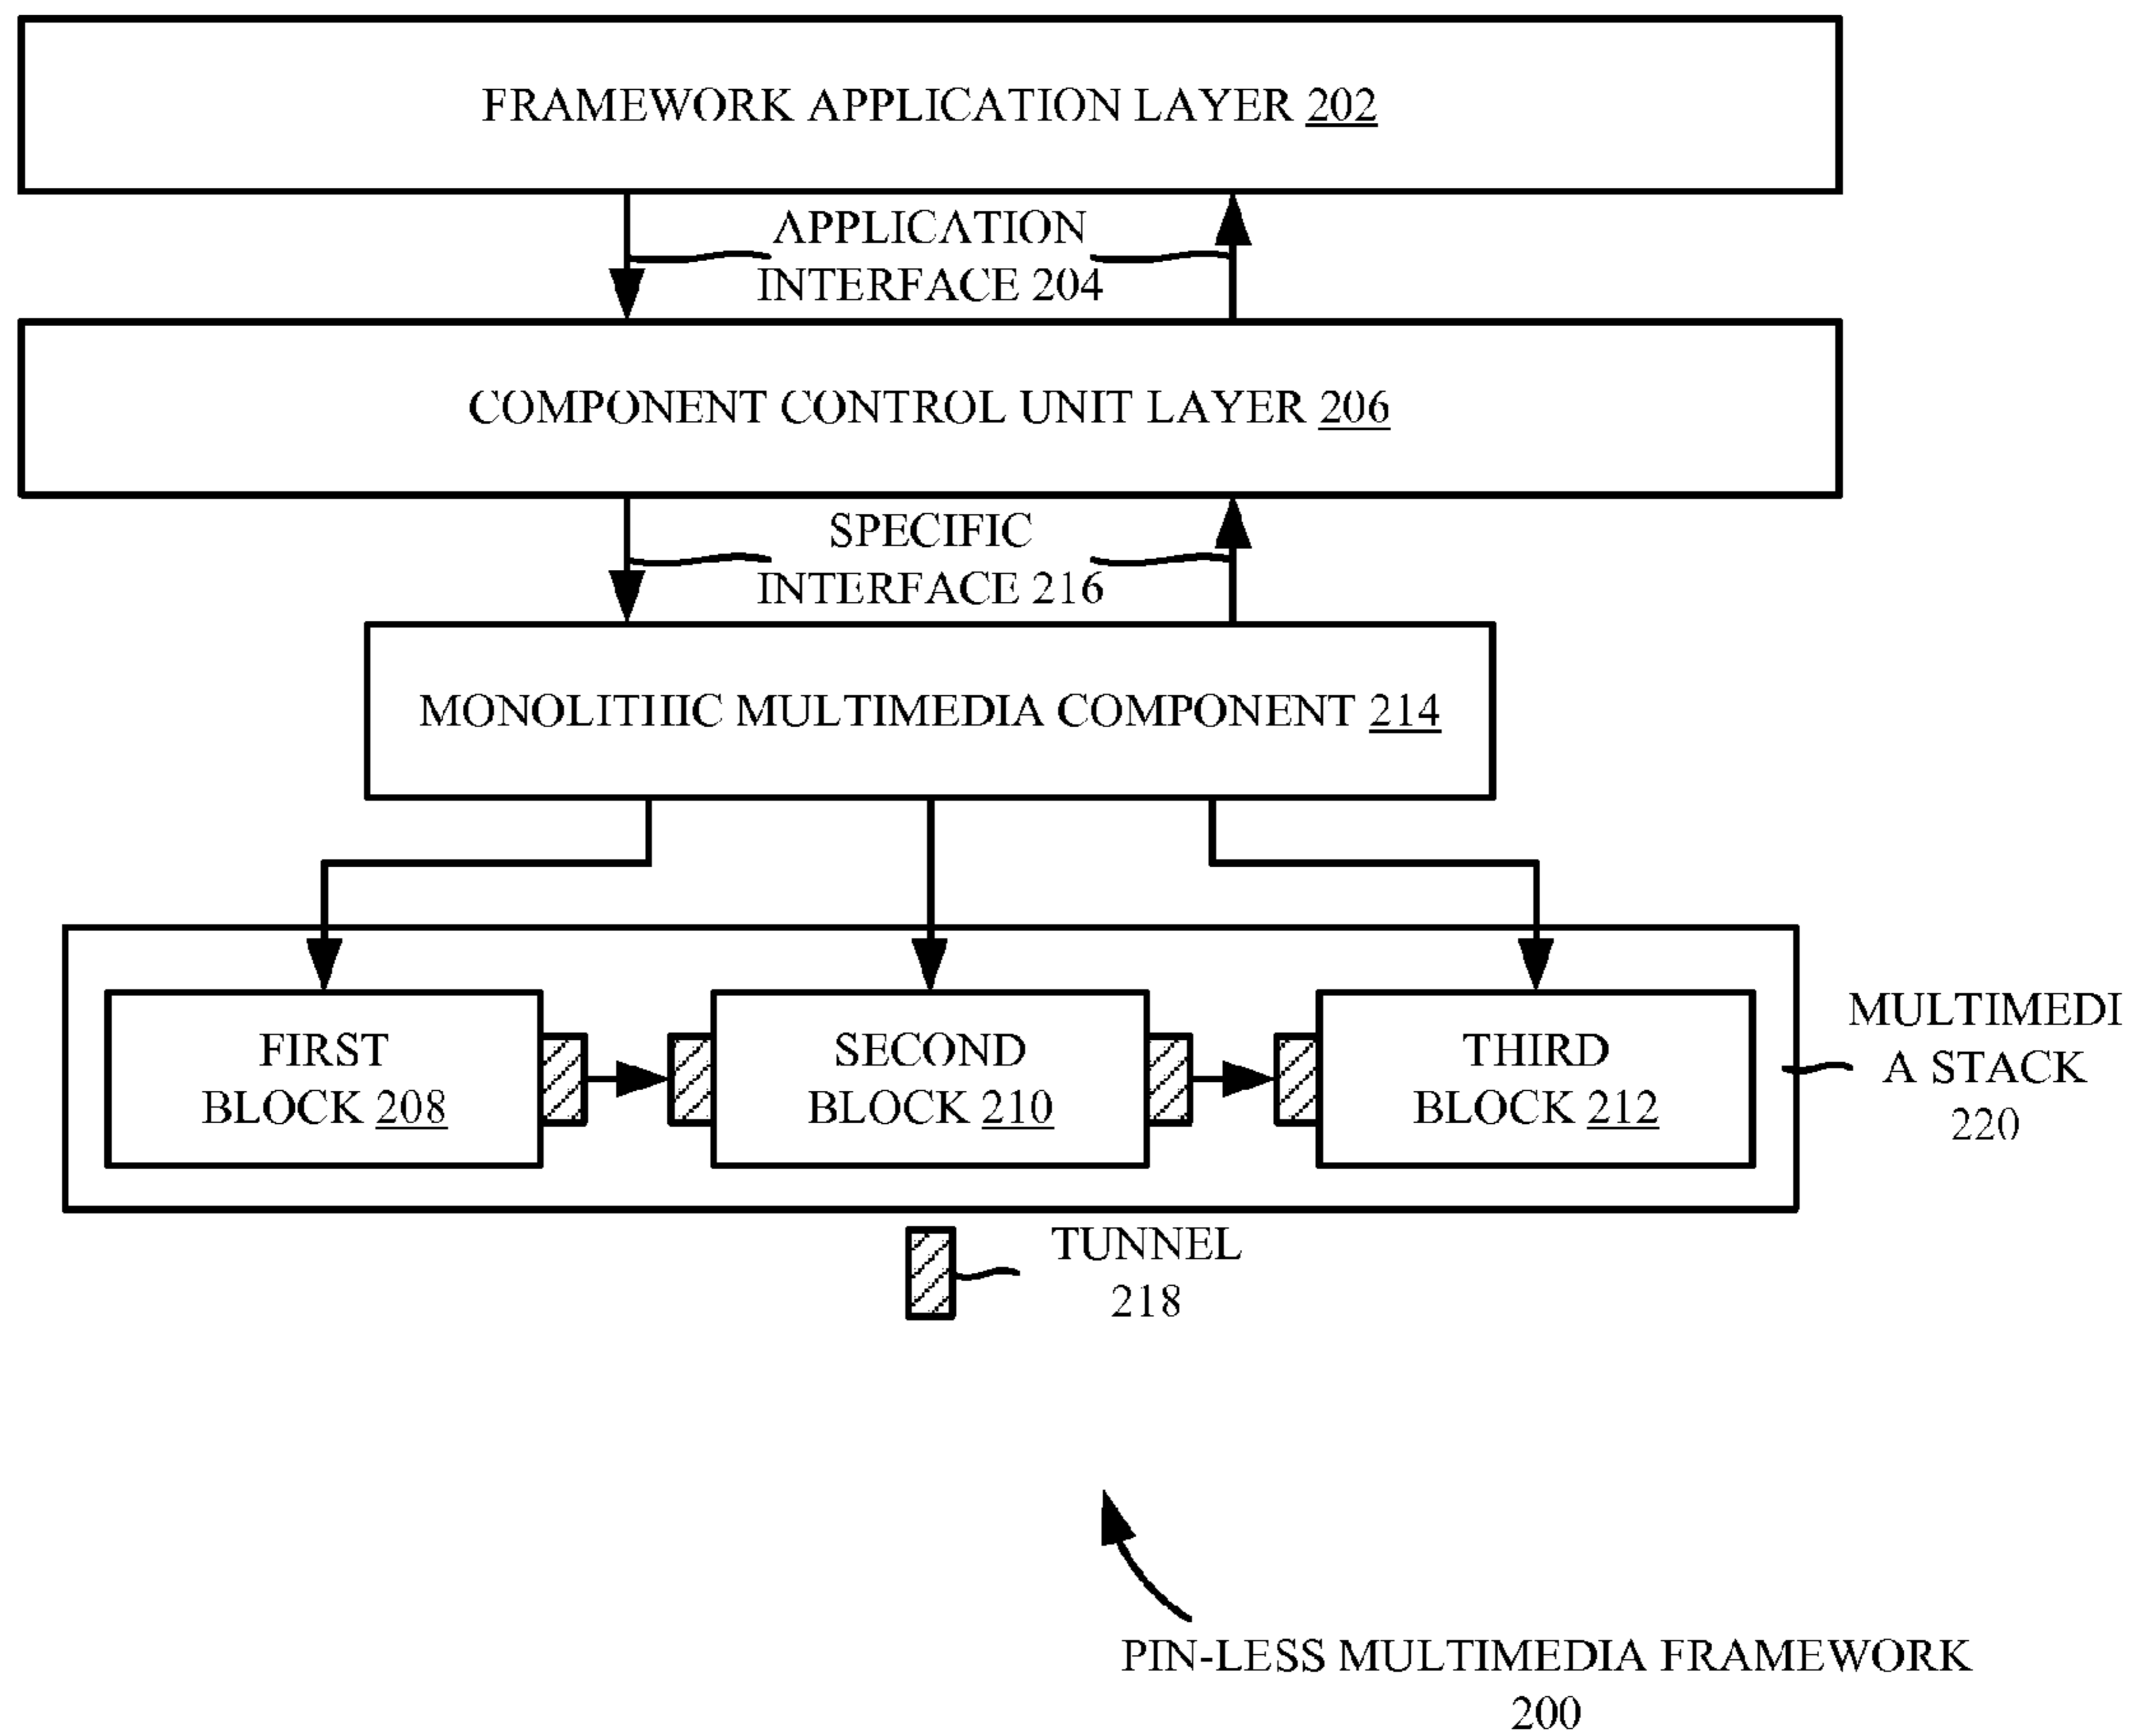 FRAMEWORK APPLICATION LAYER 202
APPLICATION
INTERFACE 204
COMPONENT CONTROL UNIT LAYER 206
SPECIFIC
INTERFACE 216
MONOLITHIC MULTIMEDIA COMPONENT 214
FIRST
BLOCK 208
SECOND
BLOCK 210
THIRD
BLOCK 212
MULTIMEDI
A STACK
220
TUNNEL
218
PIN-LESS MULTIMEDIA FRAMEWORK
200